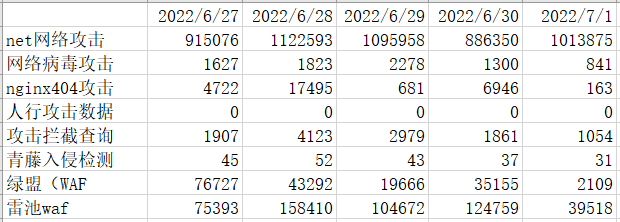 2022/6/27 2022/6/28 2022/6/29 2022/6/30 2022/7/1
net网络攻击 915076 1122593 1095958 886350 1013875
网络病毒攻击 1627 1823 2278 1300 841
nginx404攻击 4722 17495 681 6946 163
人行攻击数据 0 0 0 0 0
攻击拦截查询 1907 4123 2979 1861 1054
青藤入侵检测 45 52 43 37 31
绿盟（WAF 76727 43292 19666 35155 2109
雷池waf 75393 158410 104672 124759 39518